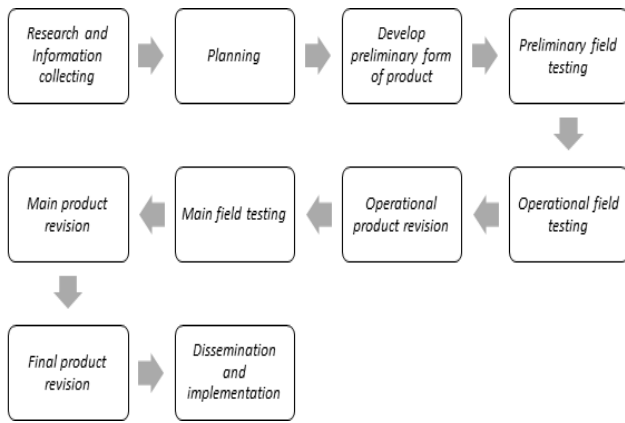 Research and
Information
collecting
Planning
Develop
preliminary form
of product
Preliminary field
testing
Operational field
testing
Operational
product revision
Main field testing
Main product
revision
Final product
revision
Dissemination
and
implementation